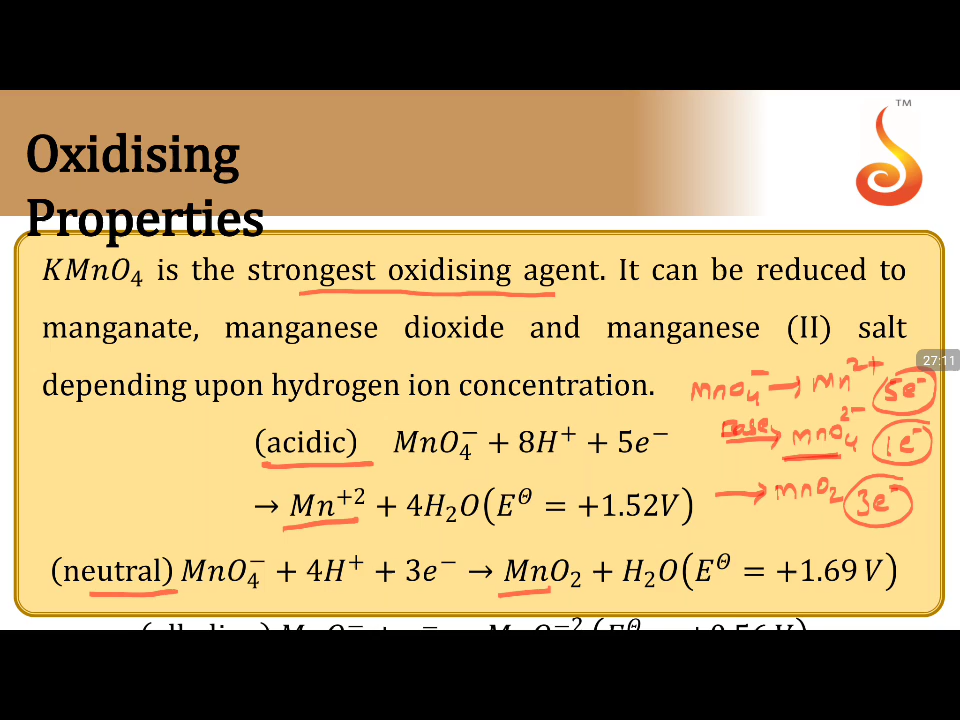 TM
Oxidising
Properties
KMnO₄ is the strongest oxidising agent. It can be reduced to
manganate, manganese dioxide and manganese (II) salt
27:11
depending upon hydrogen ion concentration.
MnO₄⁻ → Mn²⁺ 5e⁻
(acidic) MnO₄⁻ + 8H⁺ + 5e⁻
Base MnO₄²⁻ 1e⁻
→ Mn⁺² + 4H₂O(E^Θ = +1.52V)
→ MnO₂ 3e⁻
(neutral) MnO₄⁻ + 4H⁺ + 3e⁻ → MnO₂ + H₂O(E^Θ = +1.69 V)